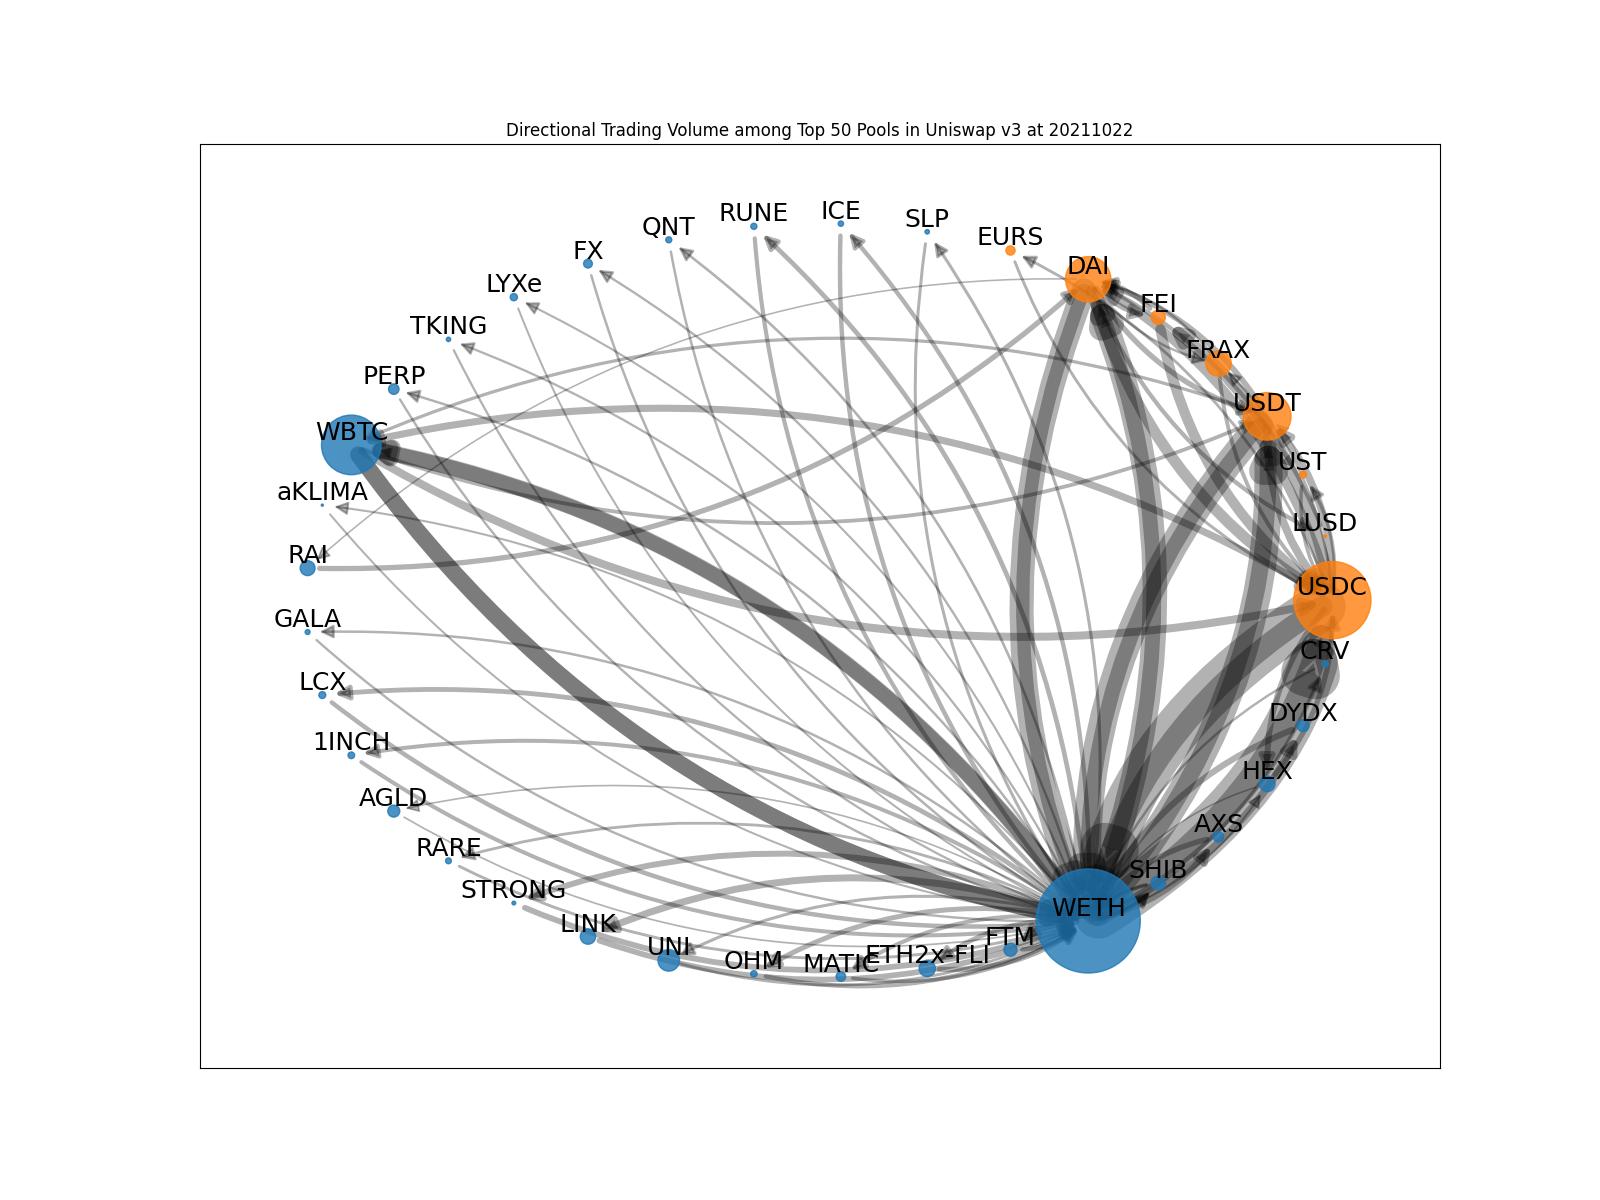 Directional Trading Volume among Top 50 Pools in Uniswap v3 at 20211022
ICE
RUNE
SLP
QNT
EURS
FX
DAI
LYXe
FEI
TKING
FRAX
PERP
USDT
WBTC
UST
aKLIMA
LUSD
RAI
USDC
GALA
CRV
LCX
DYDX
1INCH
HEX
AGLD
AXS
RARE
SHIB
STRONG
WETH
LINK
FTM
UNI
ETH2x-FLI
OHM
MATIC